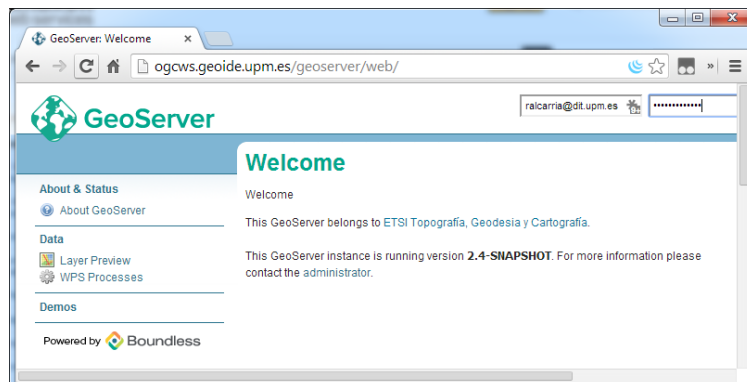 GeoServer: Welcome
ogcws.geoide.upm.es/geoserver/web/
GeoServer
ralcarria@dit.upm.es
Welcome
Welcome
This GeoServer belongs to ETSI Topografía, Geodesia y Cartografía.
This GeoServer instance is running version 2.4-SNAPSHOT. For more information please
contact the administrator.
About & Status
About GeoServer
Data
Layer Preview
WPS Processes
Demos
Powered by Boundless